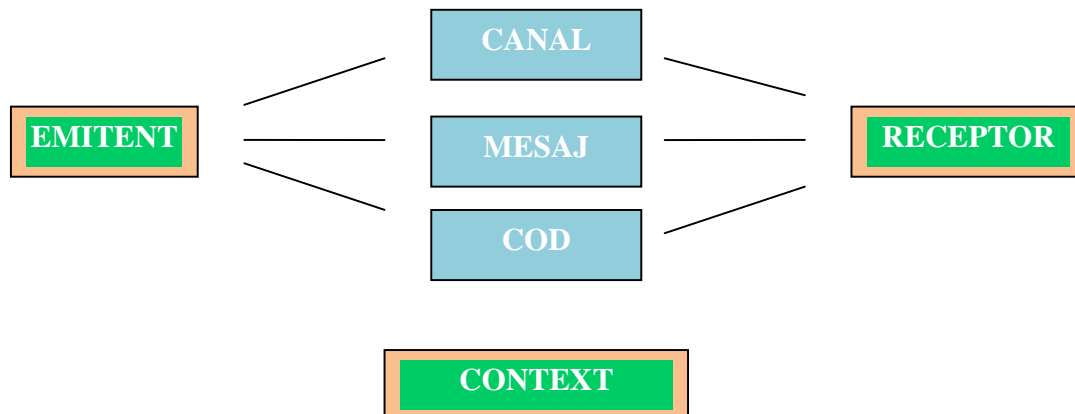 CANAL
EMITENT
MESAJ
RECEPTOR
COD
CONTEXT